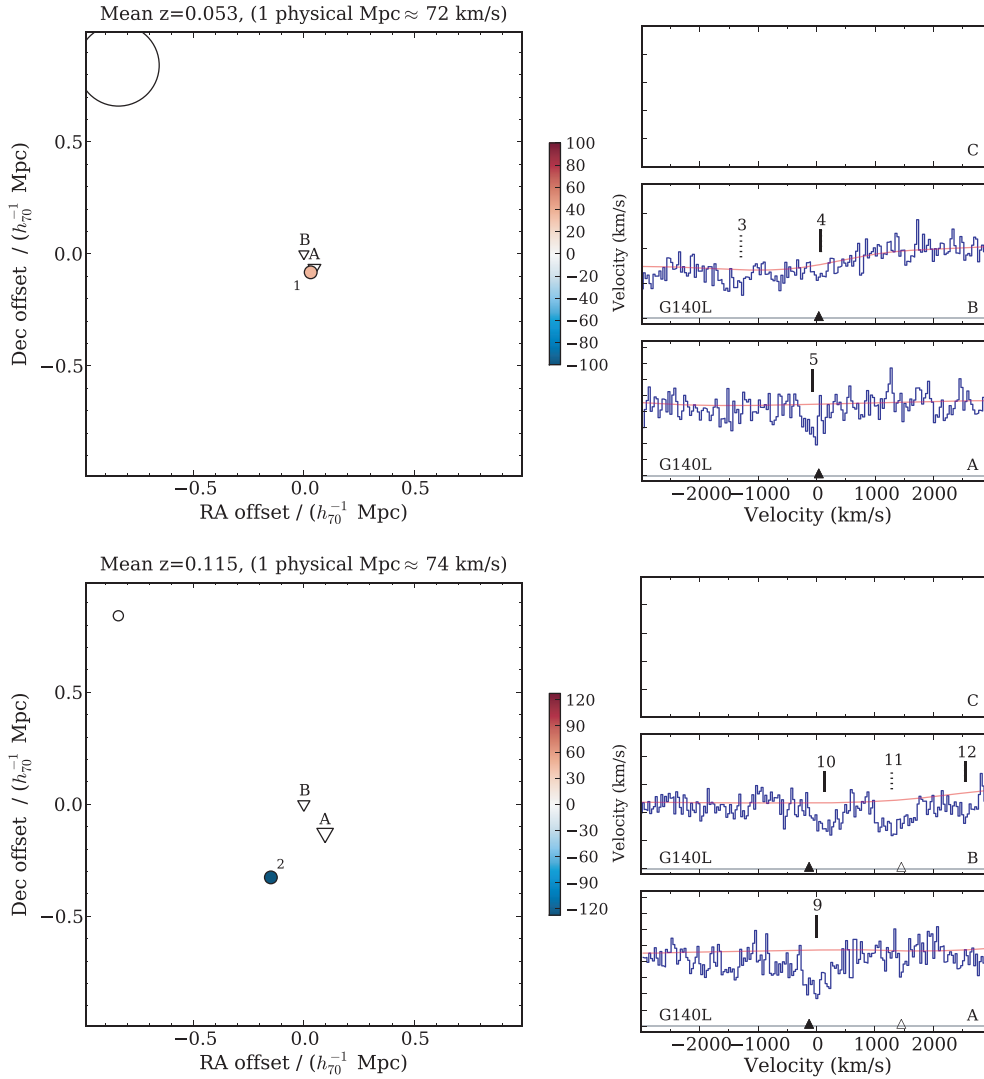 Mean z=0.053, (1 physical Mpc ≈ 72 km/s)
Dec offset / (h₇₀⁻¹ Mpc)
0.5
0.0
−0.5
B
A
1
−0.5 0.0 0.5
RA offset / (h₇₀⁻¹ Mpc)
100
80
60
40
20
0
−20
−40
−60
−80
−100
Velocity (km/s)
C
3 4
G140L B
5
G140L A
−2000 −1000 0 1000 2000
Velocity (km/s)
Mean z=0.115, (1 physical Mpc ≈ 74 km/s)
Dec offset / (h₇₀⁻¹ Mpc)
0.5
0.0
−0.5
B
A
2
−0.5 0.0 0.5
RA offset / (h₇₀⁻¹ Mpc)
120
90
60
30
0
−30
−60
−90
−120
Velocity (km/s)
C
10 11 12
G140L B
9
G140L A
−2000 −1000 0 1000 2000
Velocity (km/s)